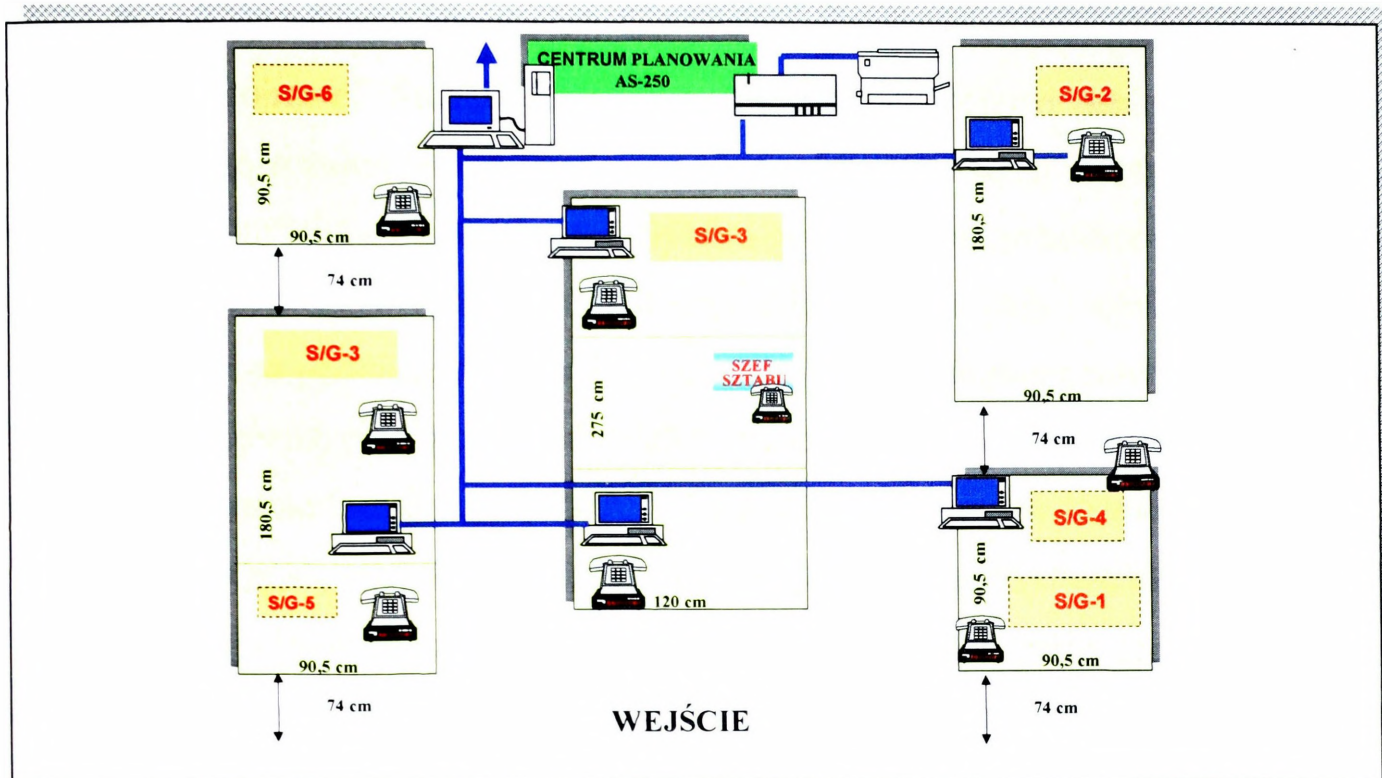 CENTRUM PLANOWANIA
AS-250
S/G-6
90,5 cm
90,5 cm
74 cm
S/G-2
180,5 cm
90,5 cm
74 cm
S/G-3
SZEF
SZTABU
275 cm
120 cm
S/G-3
180,5 cm
S/G-5
90,5 cm
74 cm
S/G-4
90,5 cm
S/G-1
90,5 cm
74 cm
WEJŚCIE